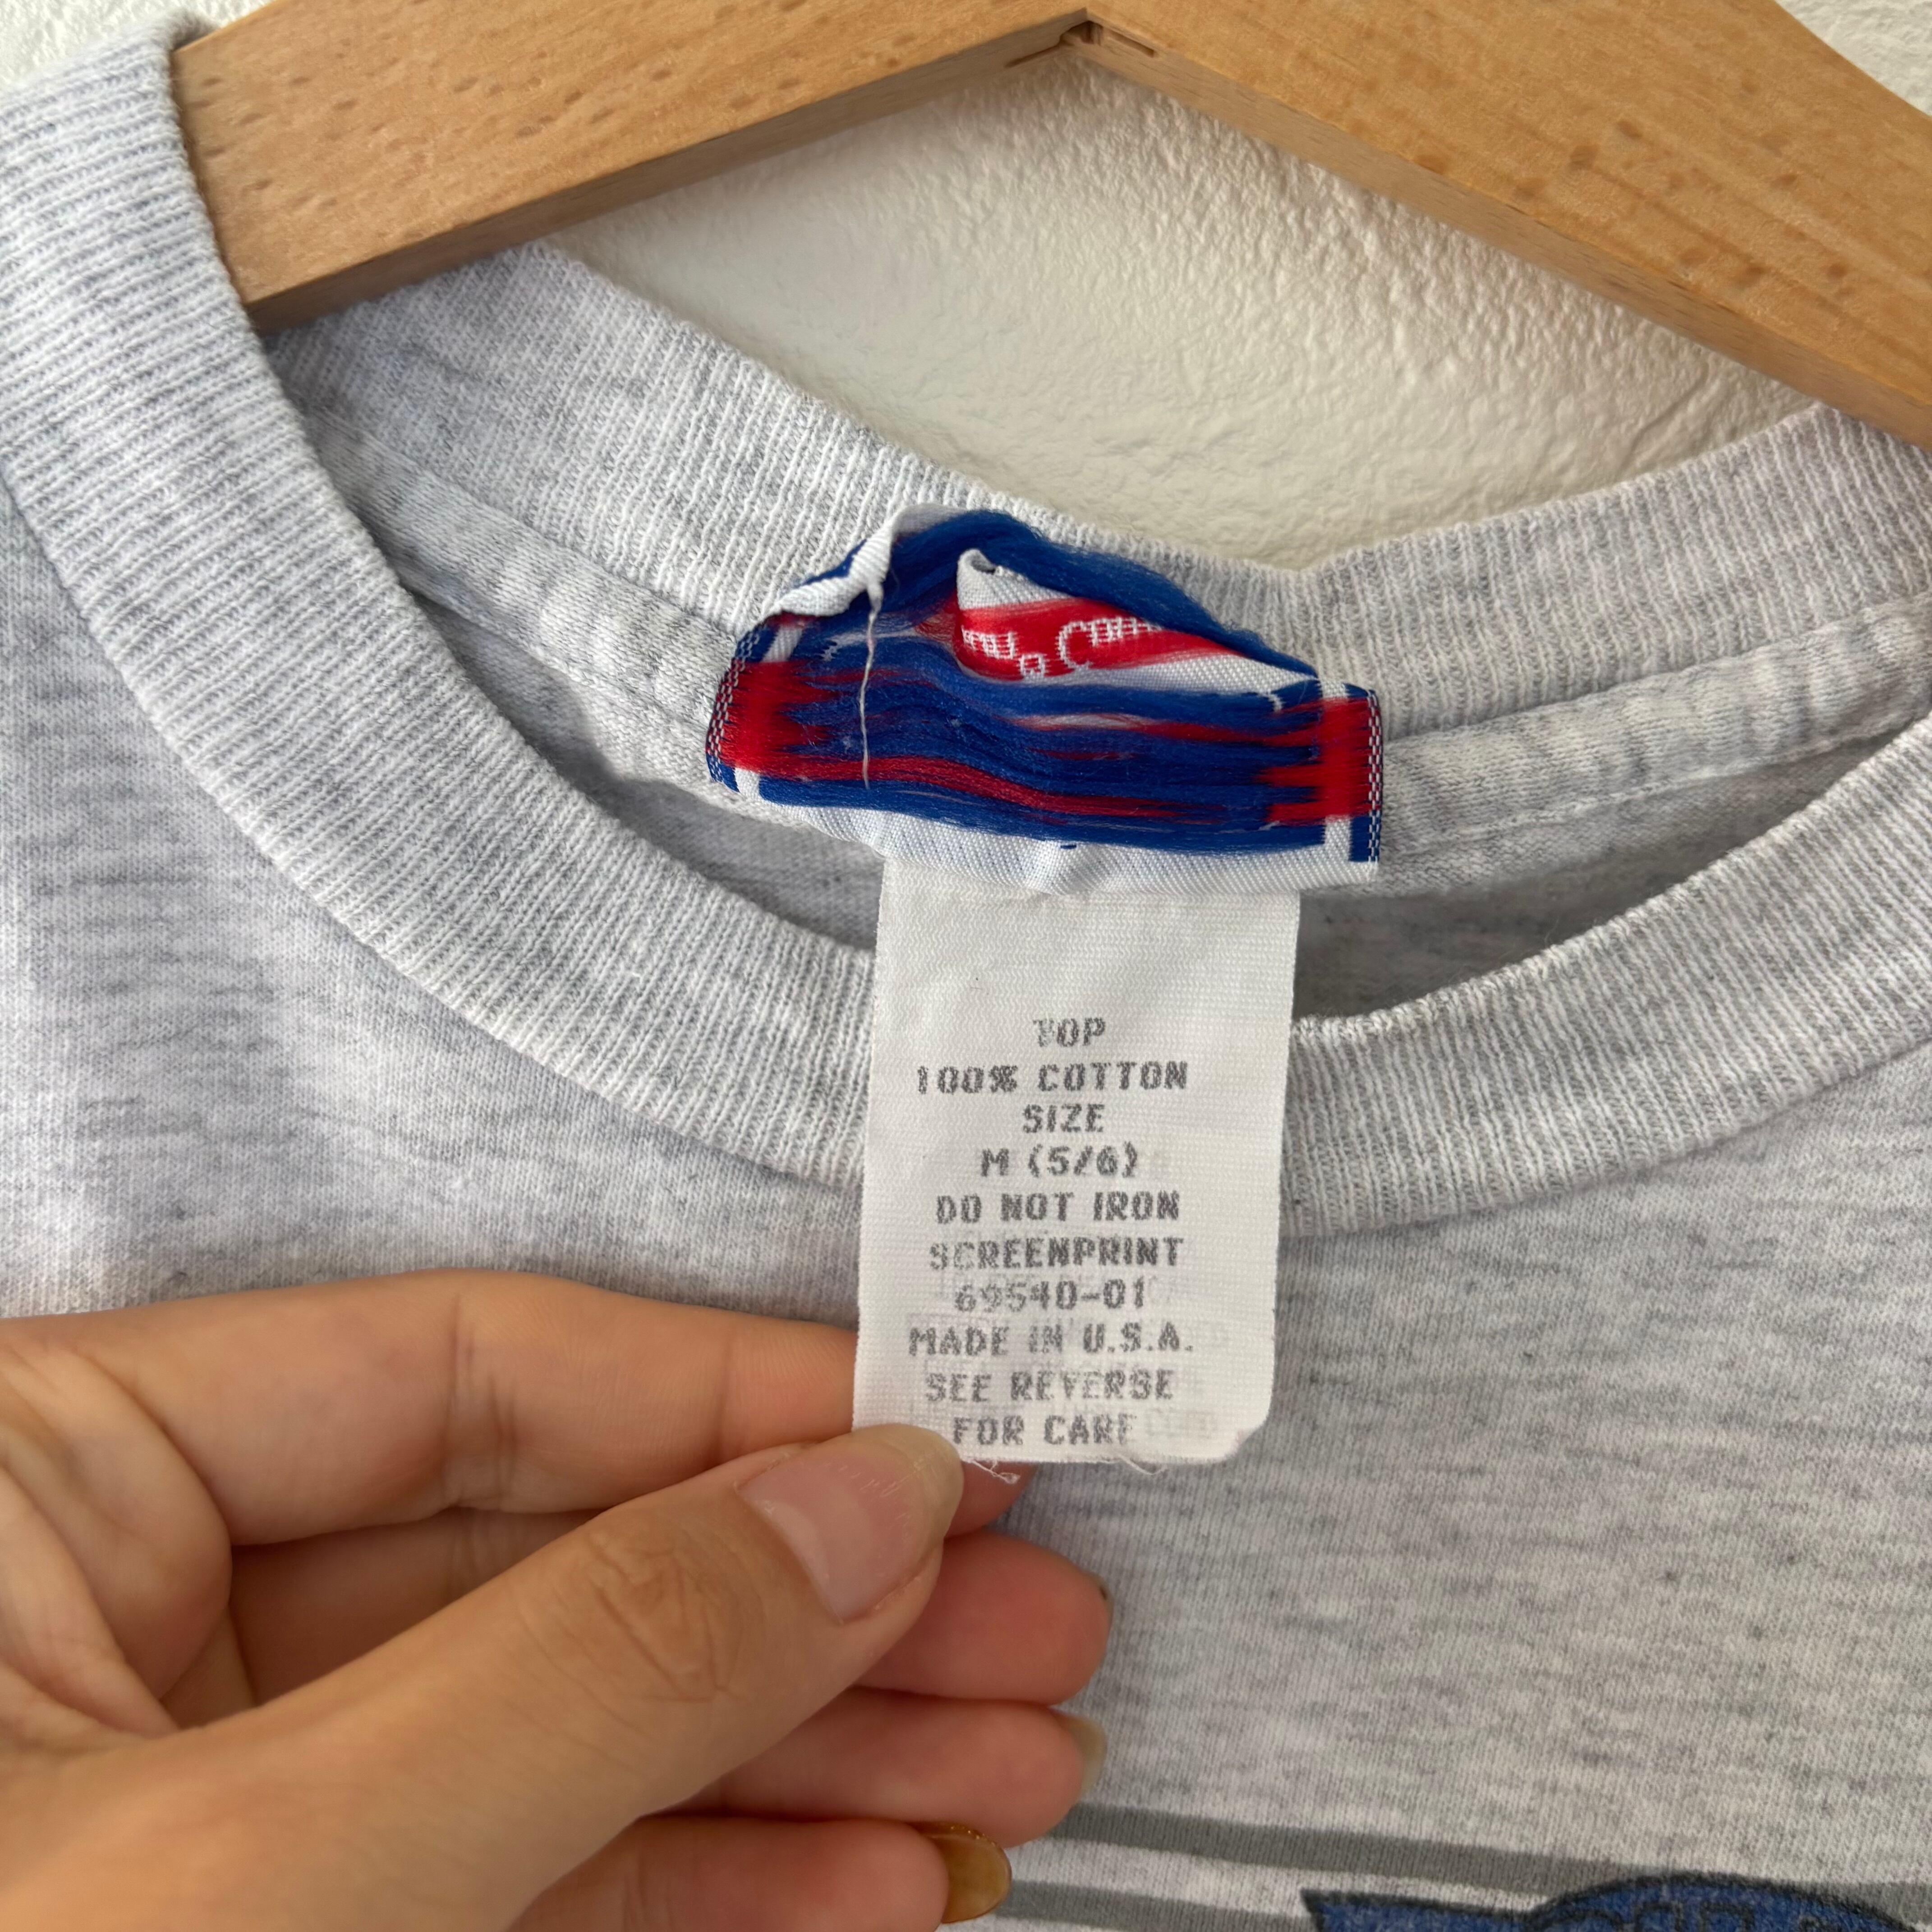 TOP
100% COTTON
SIZE
M (5/6)
DO NOT IRON
SCREENPRINT
69540-01
MADE IN U.S.A.
SEE REVERSE
FOR CARE